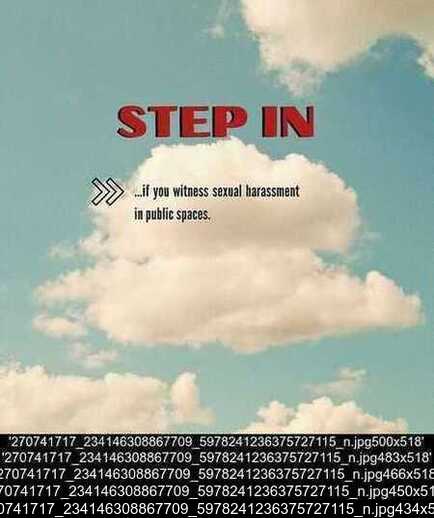 STEP IN
...if you witness sexual harassment
in public spaces.
'270741717_234146308867709_5978241236375727115_n.jpg500x518'
'270741717_234146308867709_5978241236375727115_n.jpg483x518'
270741717_234146308867709_5978241236375727115_n.jpg466x518
70741717_234146308867709_5978241236375727115_n.jpg450x51
0741717_234146308867709_5978241236375727115_n.jpg434x5